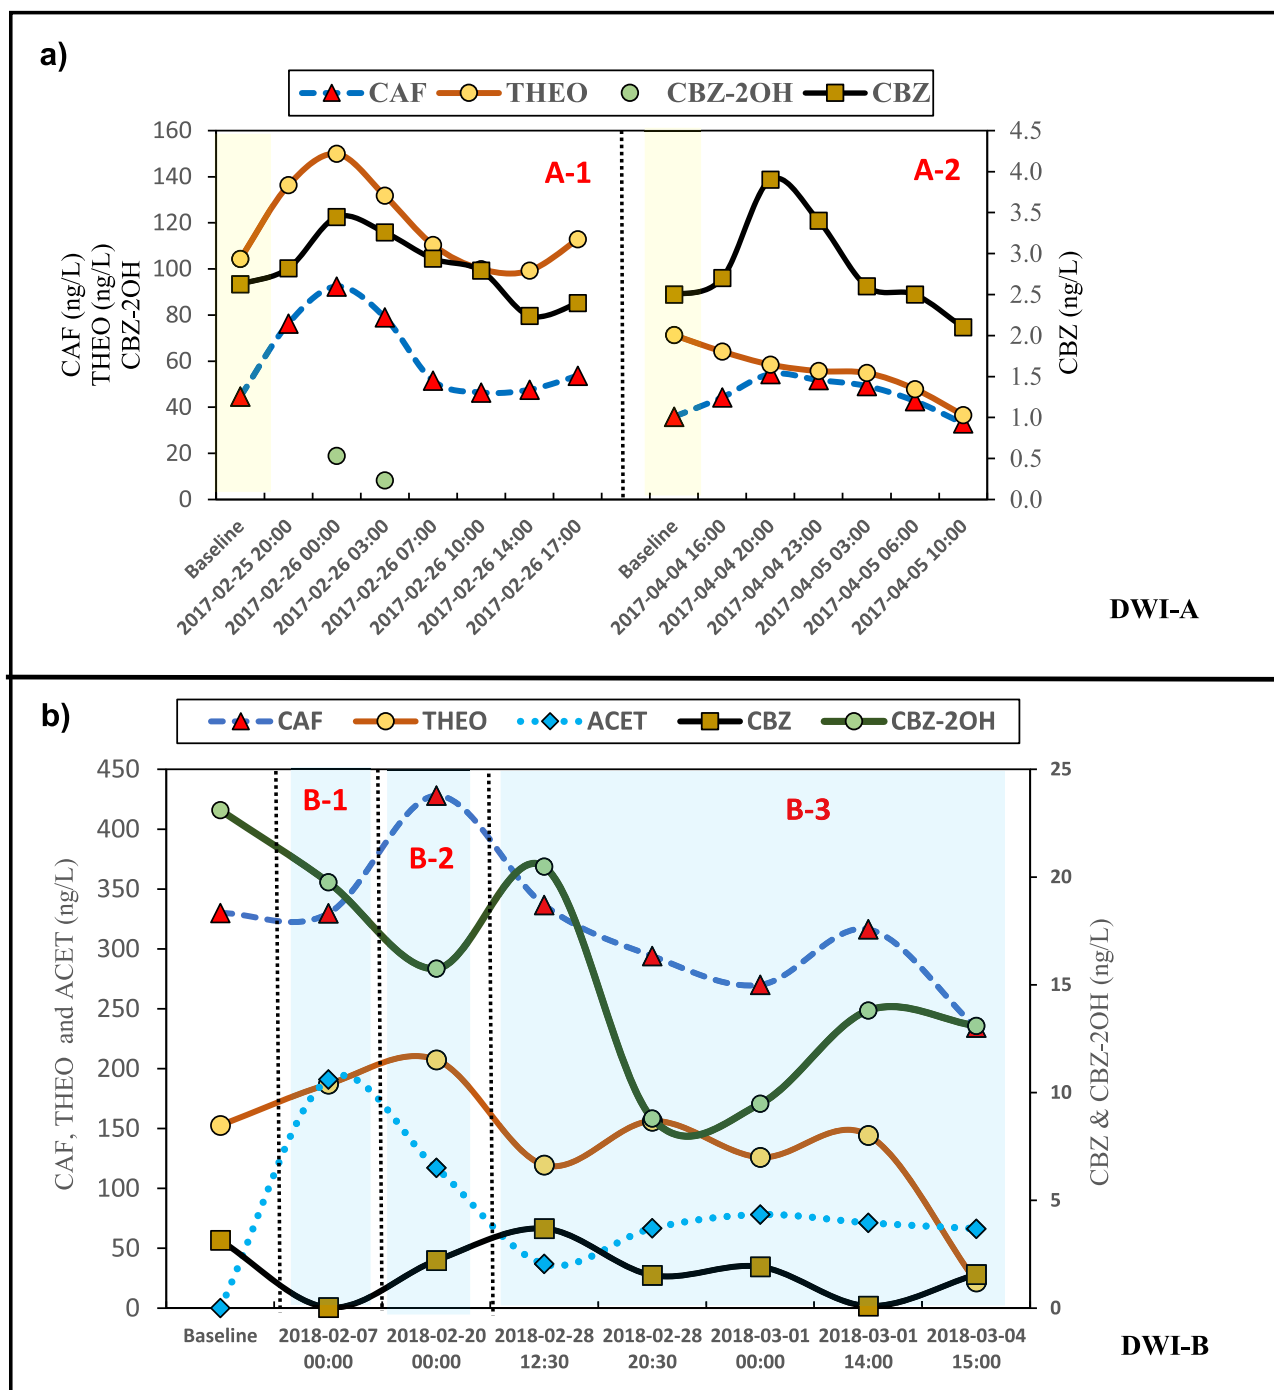 a)
CAF THEO CBZ-2OH CBZ
160
140
120
100
80
60
40
20
0
CAF (ng/L)
THEO (ng/L)
CBZ-2OH
A-1
A-2
4.5
4.0
3.5
3.0
2.5
2.0
1.5
1.0
0.5
0.0
CBZ (ng/L)
Baseline
2017-02-25 20:00
2017-02-26 00:00
2017-02-26 03:00
2017-02-26 07:00
2017-02-26 10:00
2017-02-26 14:00
2017-02-26 17:00
Baseline
2017-04-04 16:00
2017-04-04 20:00
2017-04-04 23:00
2017-04-05 03:00
2017-04-05 06:00
2017-04-05 10:00
DWI-A
b)
CAF THEO ACET CBZ CBZ-2OH
450
400
350
300
250
200
150
100
50
0
CAF, THEO and ACET (ng/L)
B-1
B-2
B-3
25
20
15
10
5
0
CBZ & CBZ-2OH (ng/L)
Baseline 2018-02-07 2018-02-20 2018-02-28 2018-02-28 2018-03-01 2018-03-01 2018-03-04
00:00 00:00 12:30 20:30 00:00 14:00 15:00
DWI-B